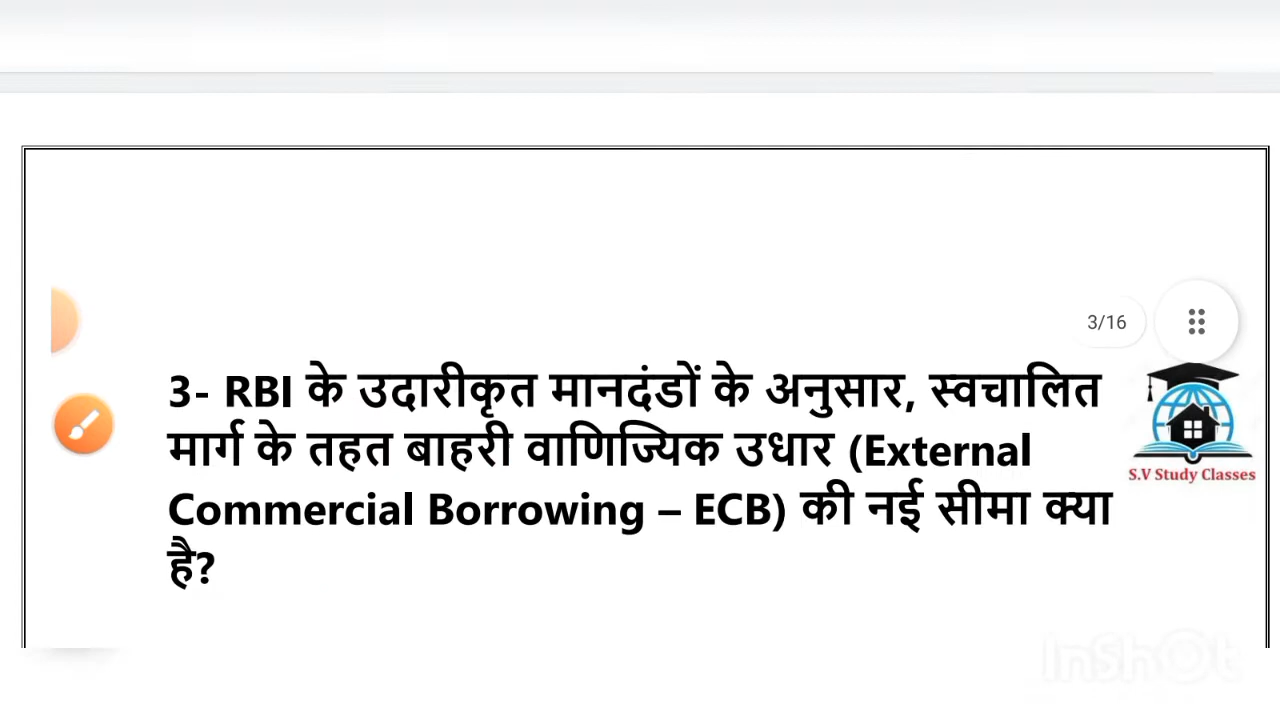 3/16
3- RBI के उदारीकृत मानदंडों के अनुसार, स्वचालित
मार्ग के तहत बाहरी वाणिज्यिक उधार (External
Commercial Borrowing – ECB) की नई सीमा क्या
है?
S.V Study Classes
InShOt